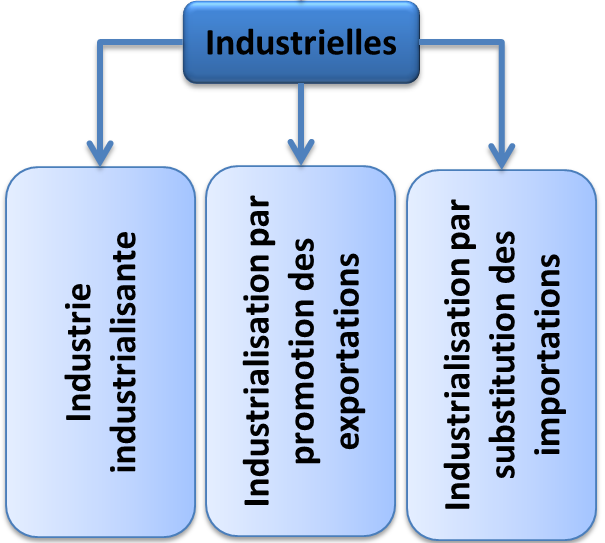 Industrielles
Industrie
industrialisante
Industrialisation par
promotion des
exportations
Industrialisation par
substitution des
importations